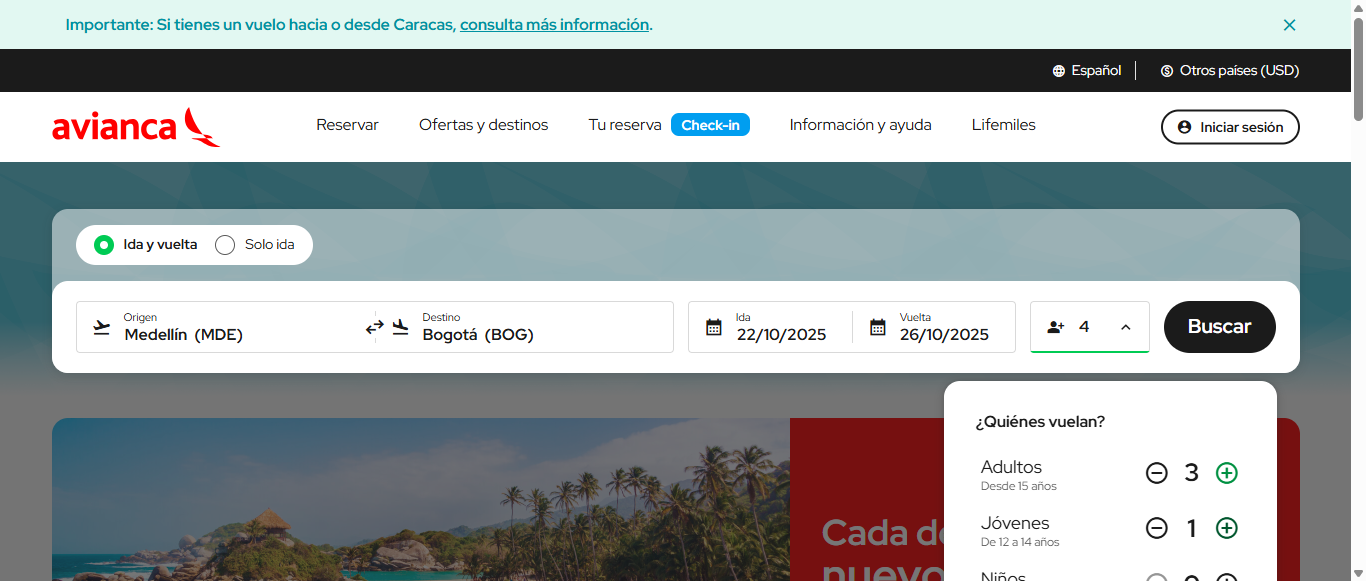 Importante: Si tienes un vuelo hacia o desde Caracas, consulta más información.
Español
Otros países (USD)
avianca
Reservar
Ofertas y destinos
Tu reserva
Check-in
Información y ayuda
Lifemiles
Iniciar sesión
Ida y vuelta
Solo ida
Origen
Medellín (MDE)
Destino
Bogotá (BOG)
Ida
22/10/2025
Vuelta
26/10/2025
4
Buscar
¿Quiénes vuelan?
Adultos
Desde 15 años
3
Jóvenes
De 12 a 14 años
1
Niños
0
Cada de
nuevo